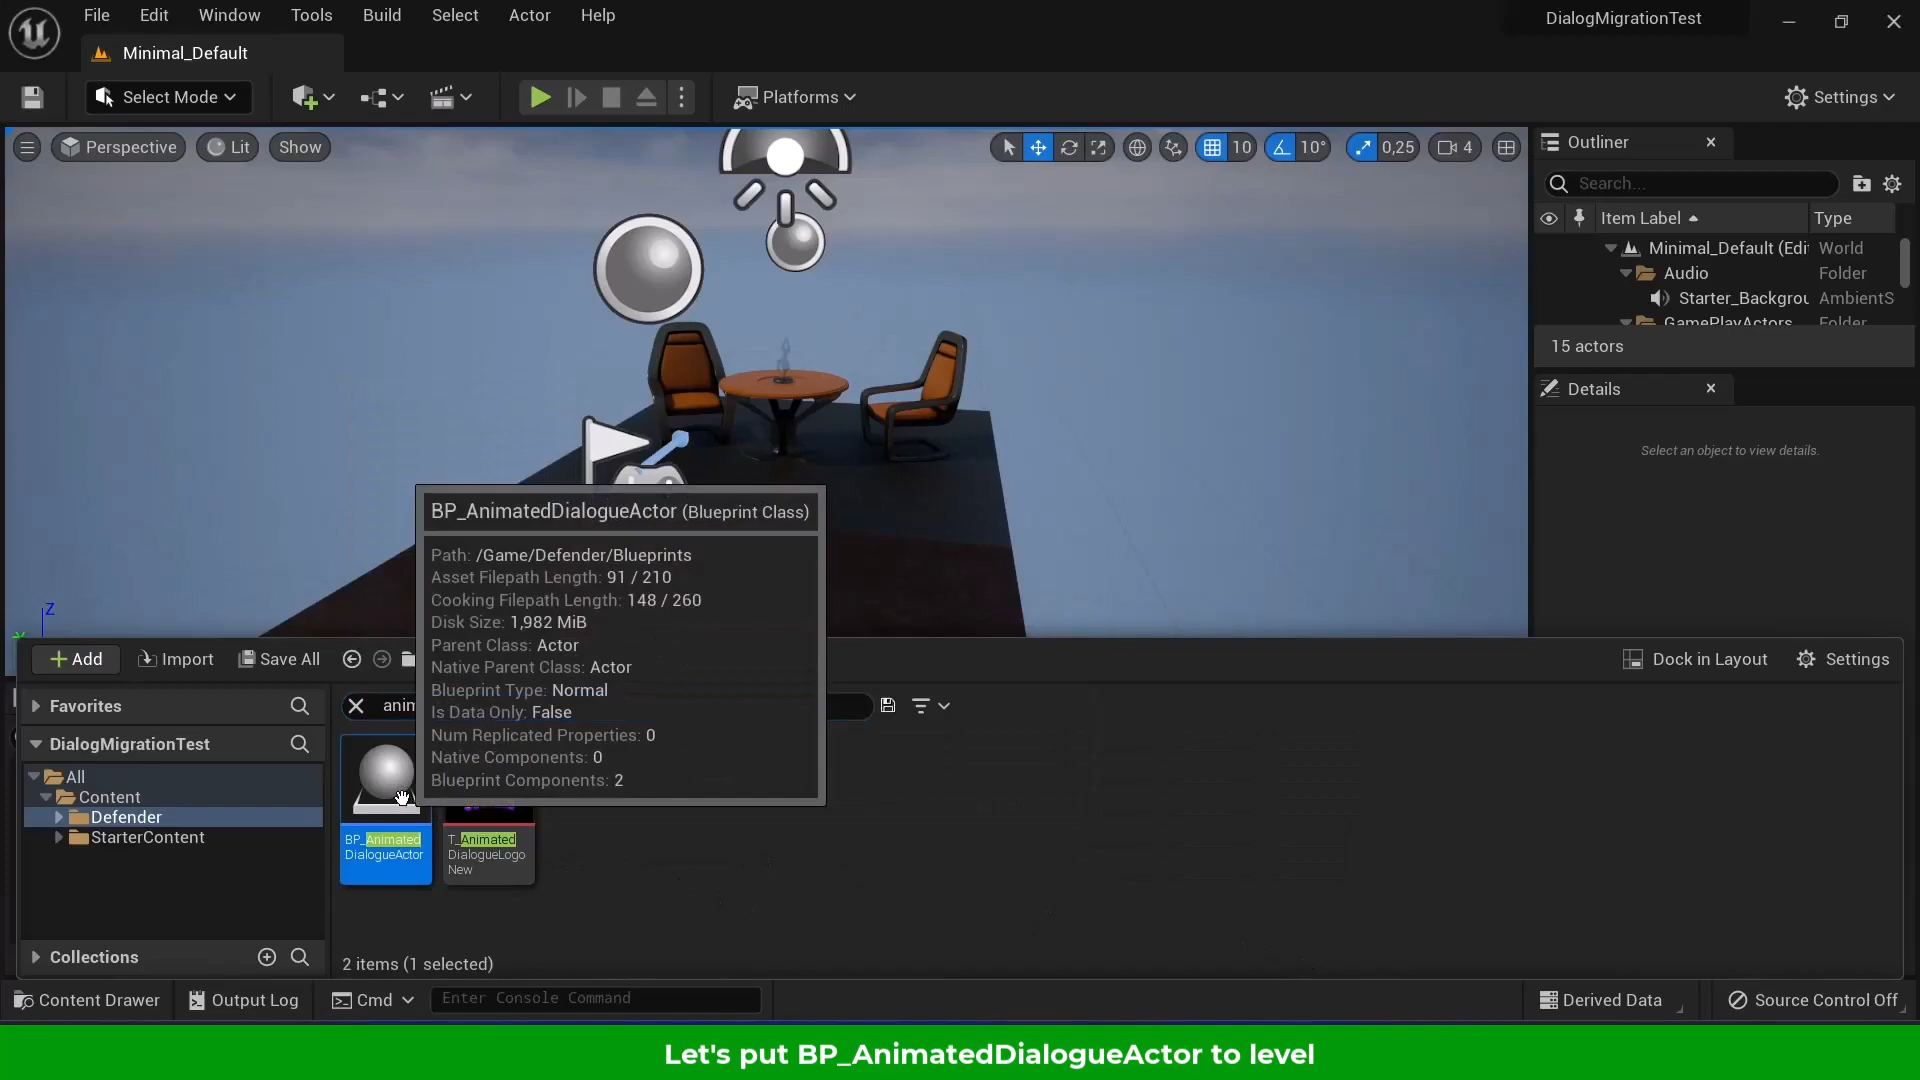 File Edit Window Tools Build Select Actor Help
DialogMigrationTest
Minimal_Default
Select Mode
Platforms
Settings
Perspective
Lit
Show
10
10°
0,25
4
Outliner
Search...
Item Label
Type
Minimal_Default (Edi
World
Audio
Folder
Starter_Backgrou
AmbientS
GamePlayActors
Folder
15 actors
Details
Select an object to view details.
Z
BP_AnimatedDialogueActor (Blueprint Class)
Path: /Game/Defender/Blueprints
Asset Filepath Length: 91 / 210
Cooking Filepath Length: 148 / 260
Disk Size: 1,982 MiB
Parent Class: Actor
Native Parent Class: Actor
Blueprint Type: Normal
Is Data Only: False
Num Replicated Properties: 0
Native Components: 0
Blueprint Components: 2
Add
Import
Save All
Dock in Layout
Settings
Favorites
anim
DialogMigrationTest
All
Content
Defender
StarterContent
BP_Animated
DialogueActor
T_Animated
DialogueLogo
New
Collections
2 items (1 selected)
Content Drawer
Output Log
Cmd
Enter Console Command
Derived Data
Source Control Off
Let's put BP_AnimatedDialogueActor to level